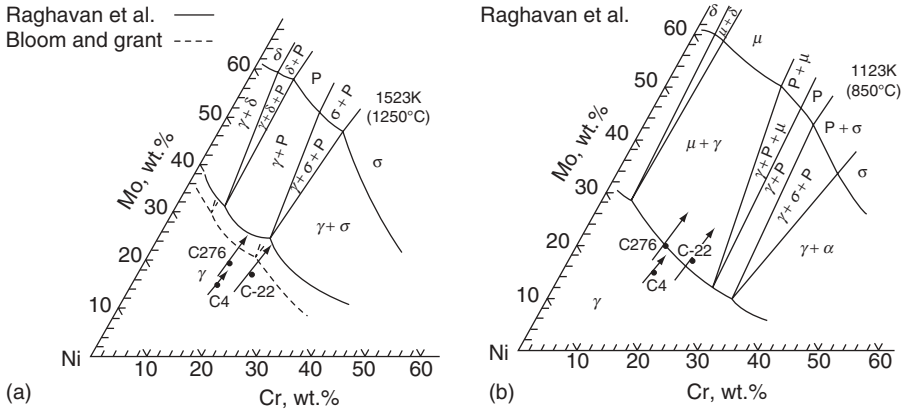 Raghavan et al.
Bloom and grant
Mo, wt.%
60
50
40
30
20
10
δ
δ+P
P
σ+P
1523K
(1250°C)
γ+δ
γ+δ+P
γ+P
γ+σ+P
σ
γ+σ
C276
γ
C4
C-22
Ni
10 20 30 40 50 60
Cr, wt.%
(a)
Raghavan et al.
Mo, wt.%
60
50
40
30
20
10
δ
μ+δ
μ
P+μ
P
1123K
(850°C)
P+σ
σ
μ+γ
γ+P+μ
γ+P
γ+σ+P
γ+α
C276
C-22
C4
γ
Ni
10 20 30 40 50 60
Cr, wt.%
(b)